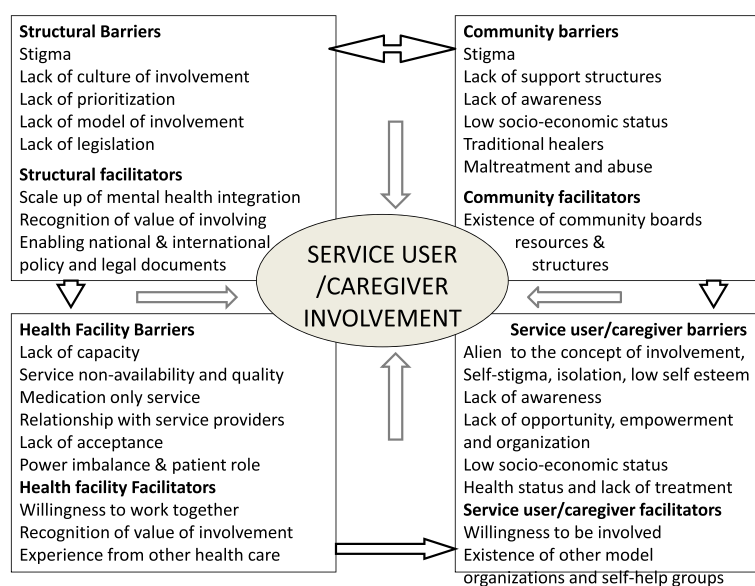 Structural Barriers
Stigma
Lack of culture of involvement
Lack of prioritization
Lack of model of involvement
Lack of legislation
Structural facilitators
Scale up of mental health integration
Recognition of value of involving
Enabling national & international
policy and legal documents
Community barriers
Stigma
Lack of support structures
Lack of awareness
Low socio-economic status
Traditional healers
Maltreatment and abuse
Community facilitators
Existence of community boards
resources &
structures
SERVICE USER
/CAREGIVER
INVOLVEMENT
Health Facility Barriers
Lack of capacity
Service non-availability and quality
Medication only service
Relationship with service providers
Lack of acceptance
Power imbalance & patient role
Health facility Facilitators
Willingness to work together
Recognition of value of involvement
Experience from other health care
Service user/caregiver barriers
Alien to the concept of involvement,
Self-stigma, isolation, low self esteem
Lack of awareness
Lack of opportunity, empowerment
and organization
Low socio-economic status
Health status and lack of treatment
Service user/caregiver facilitators
Willingness to be involved
Existence of other model
organizations and self-help groups